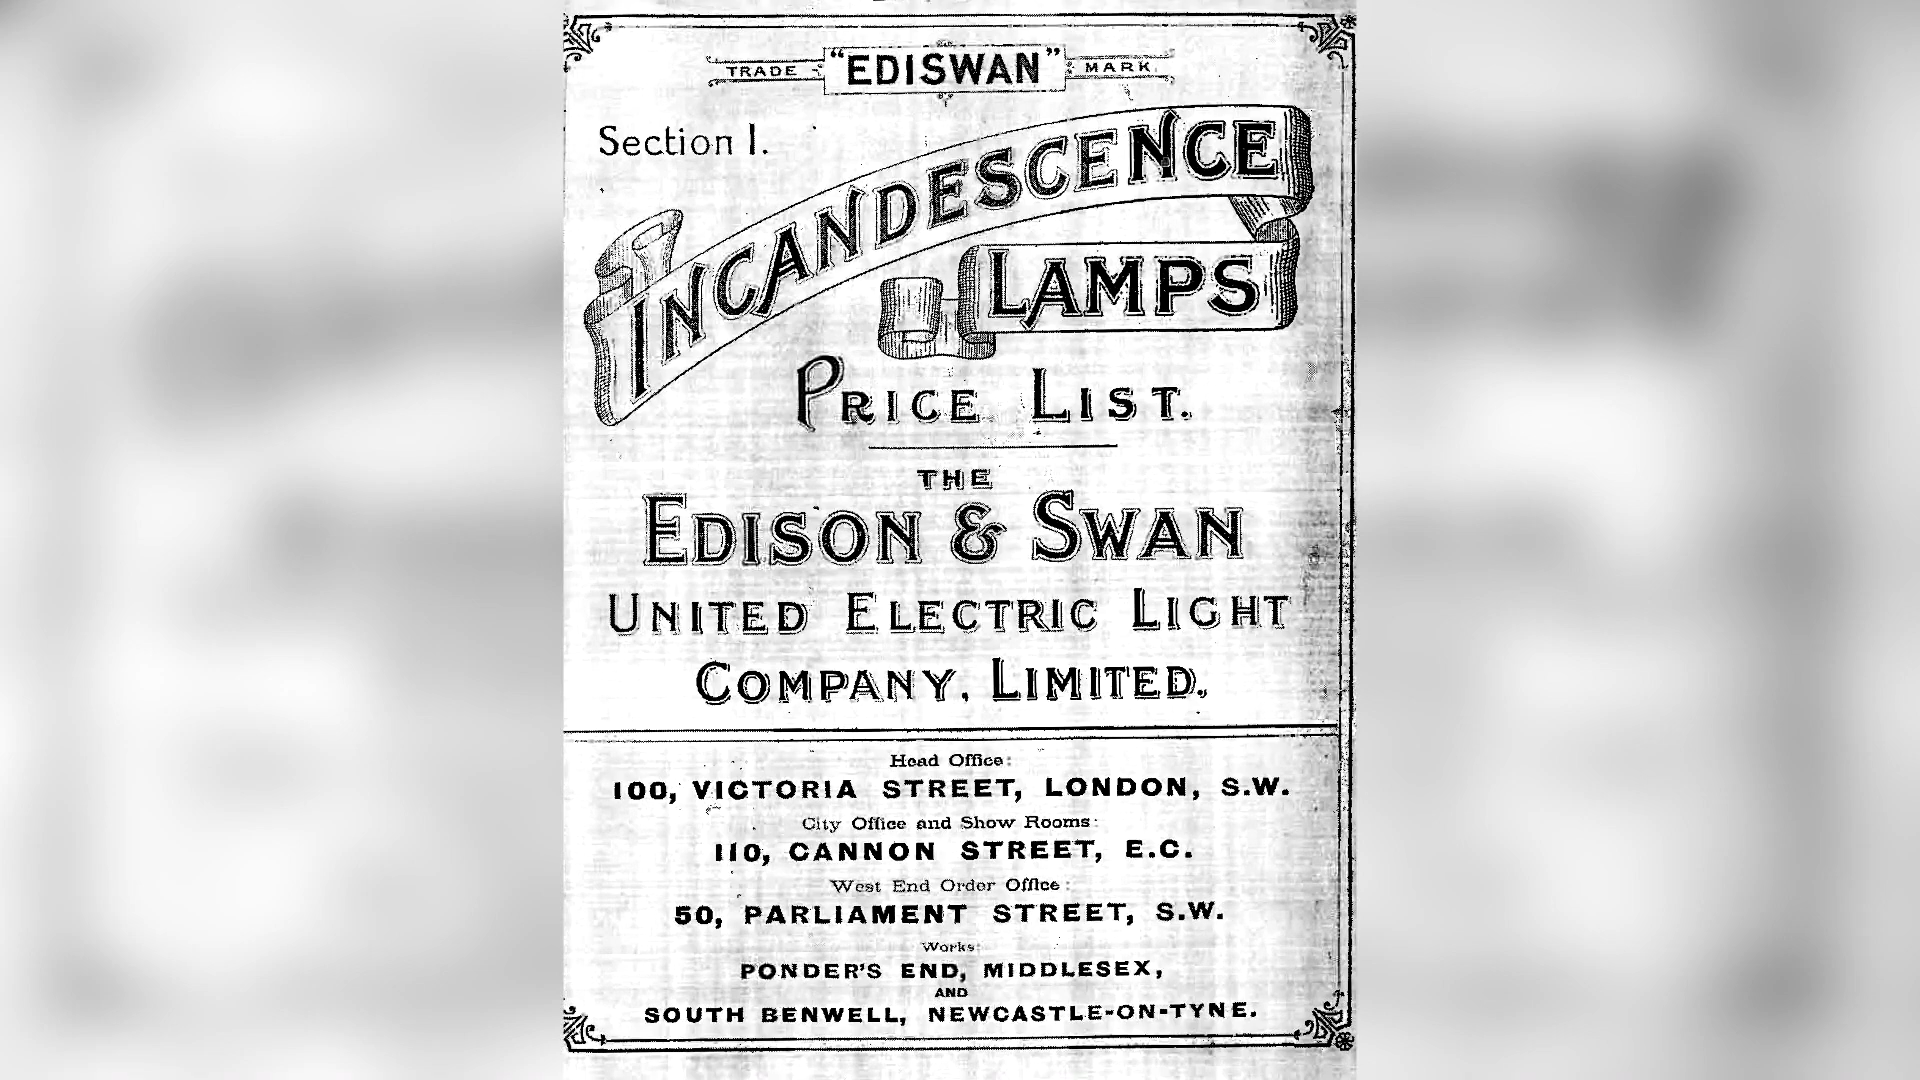 TRADE "EDISWAN" MARK
Section I.
INCANDESCENCE
LAMPS
PRICE LIST.
THE
EDISON & SWAN
UNITED ELECTRIC LIGHT
COMPANY, LIMITED.
Head Office:
100, VICTORIA STREET, LONDON, S.W.
City Office and Show Rooms:
110, CANNON STREET, E.C.
West End Order Office:
50, PARLIAMENT STREET, S.W.
Works:
PONDER'S END, MIDDLESEX,
AND
SOUTH BENWELL, NEWCASTLE-ON-TYNE.